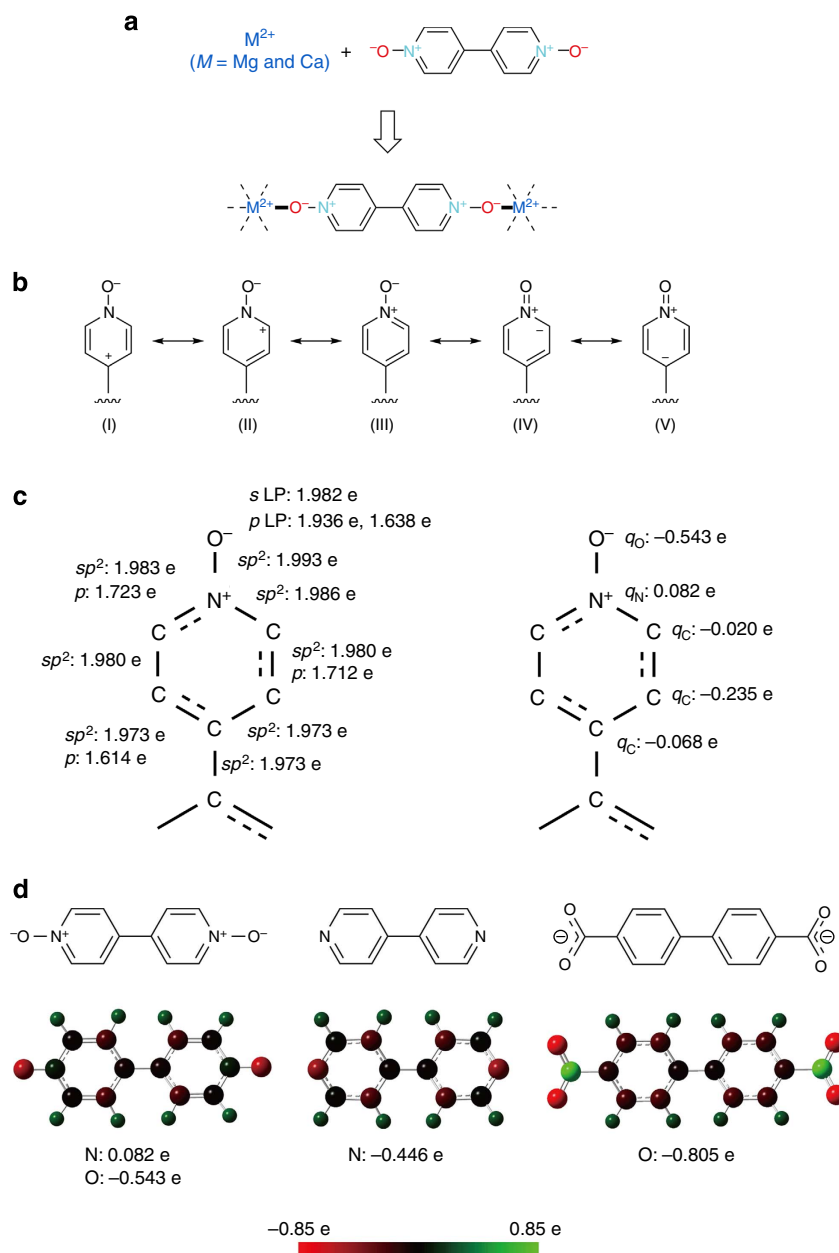 a
M²⁺
(M = Mg and Ca)
+
⁻O N⁺ N⁺ O⁻
M²⁺ O⁻ N⁺ N⁺ O⁻ M²⁺
b
O⁻ O⁻ O⁻ O O
N N N⁺ N⁺ N⁺
+ + − −
(I) (II) (III) (IV) (V)
c
s LP: 1.982 e
p LP: 1.936 e, 1.638 e
O⁻
sp²: 1.993 e
sp²: 1.983 e
p: 1.723 e
N⁺
sp²: 1.986 e
C C
sp²: 1.980 e
sp²: 1.980 e
p: 1.712 e
C C
sp²: 1.973 e
p: 1.614 e
C
sp²: 1.973 e
sp²: 1.973 e
C
O⁻ qO: −0.543 e
N⁺ qN: 0.082 e
C C qC: −0.020 e
C C qC: −0.235 e
C qC: −0.068 e
C
d
⁻O N⁺ N⁺ O⁻
N N
O O
⊖ ⊖
O O
N: 0.082 e
O: −0.543 e
N: −0.446 e
O: −0.805 e
−0.85 e 0.85 e